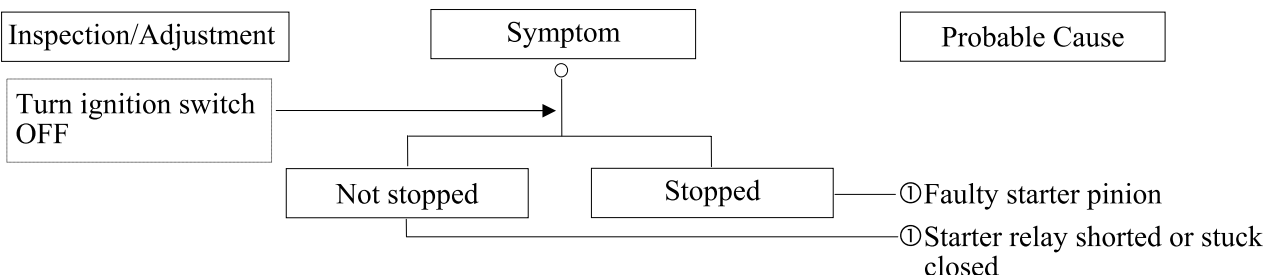 Inspection/Adjustment
Symptom
Probable Cause
Turn ignition switch
OFF
Not stopped
Stopped
①Faulty starter pinion
①Starter relay shorted or stuck
closed